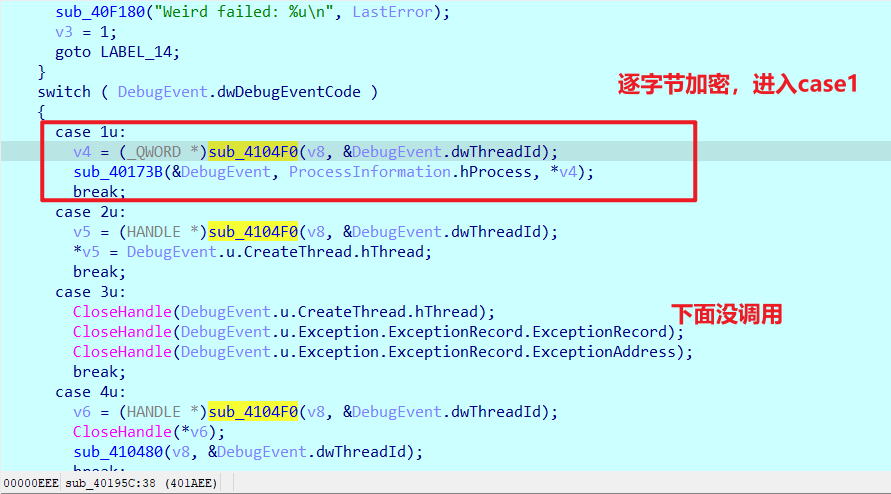 sub_40F180("Weird failed: %u\n", LastError);
v3 = 1;
goto LABEL_14;
}
switch ( DebugEvent.dwDebugEventCode )
{
逐字节加密，进入case1
case 1u:
v4 = (_QWORD *)sub_4104F0(v8, &DebugEvent.dwThreadId);
sub_40173B(&DebugEvent, ProcessInformation.hProcess, *v4);
break;
case 2u:
v5 = (HANDLE *)sub_4104F0(v8, &DebugEvent.dwThreadId);
*v5 = DebugEvent.u.CreateThread.hThread;
break;
case 3u:
CloseHandle(DebugEvent.u.CreateThread.hThread);
下面没调用
CloseHandle(DebugEvent.u.Exception.ExceptionRecord.ExceptionRecord);
CloseHandle(DebugEvent.u.Exception.ExceptionRecord.ExceptionAddress);
break;
case 4u:
v6 = (HANDLE *)sub_4104F0(v8, &DebugEvent.dwThreadId);
CloseHandle(*v6);
sub_410480(v8, &DebugEvent.dwThreadId);
break;
00000EEE sub_40195C:38 (401AEE)